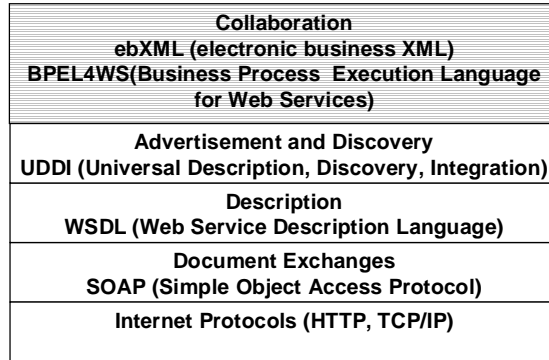 Collaboration
ebXML (electronic business XML)
BPEL4WS(Business Process Execution Language
for Web Services)
Advertisement and Discovery
UDDI (Universal Description, Discovery, Integration)
Description
WSDL (Web Service Description Language)
Document Exchanges
SOAP (Simple Object Access Protocol)
Internet Protocols (HTTP, TCP/IP)